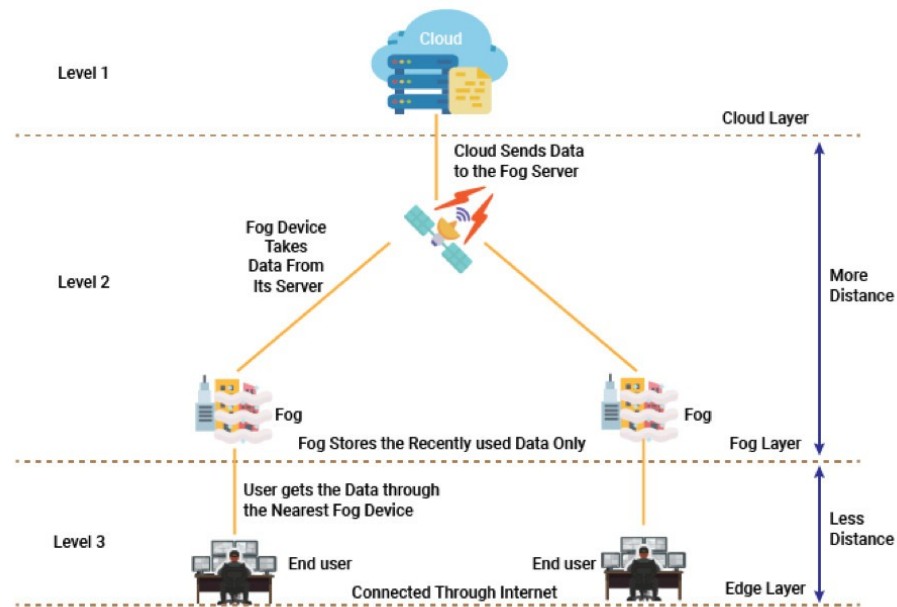 Cloud
Level 1
Cloud Layer
Cloud Sends Data
to the Fog Server
Fog Device
Takes
Data From
Its Server
Level 2
More
Distance
Fog
Fog
Fog Stores the Recently used Data Only
Fog Layer
User gets the Data through
the Nearest Fog Device
Less
Distance
Level 3
End user
End user
Connected Through Internet
Edge Layer